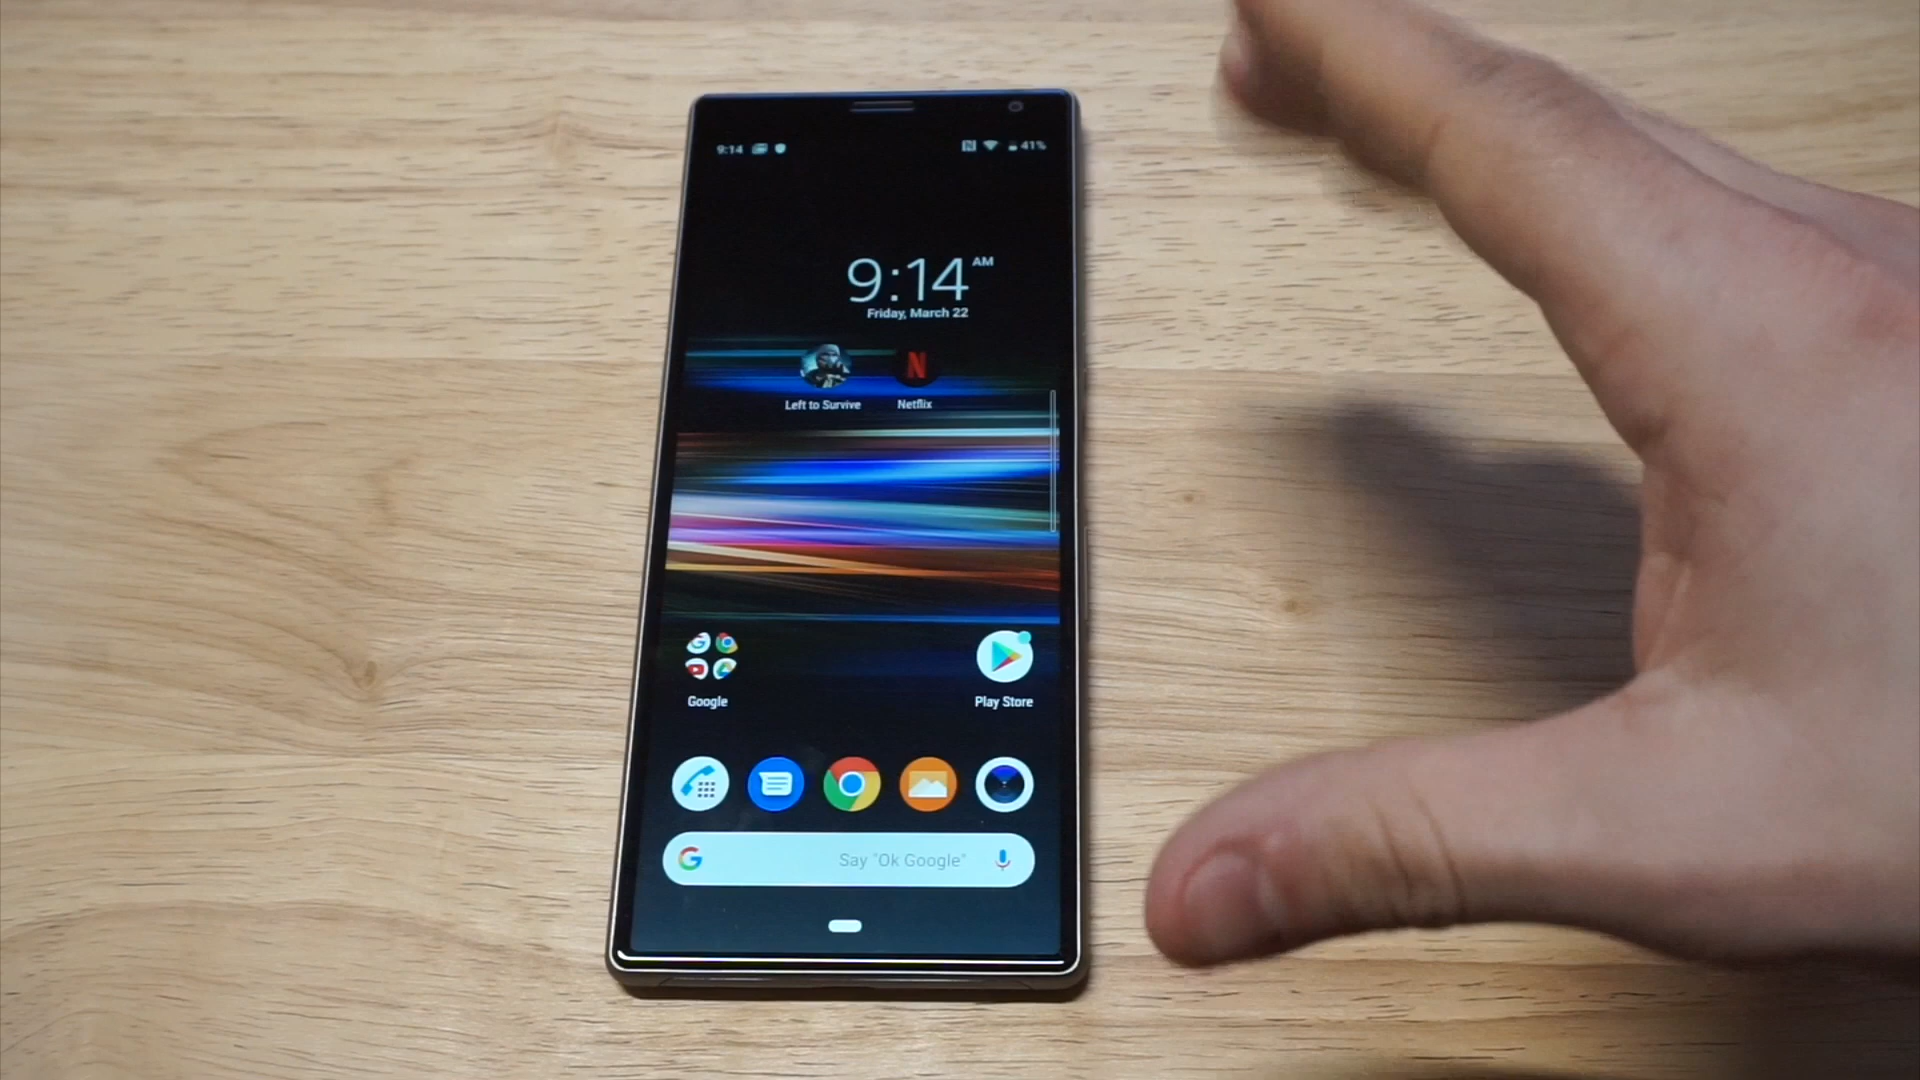 9:14 41%
9:14 AM
Friday, March 22
N
Left to Survive Netflix
Google Play Store
G Say "Ok Google"